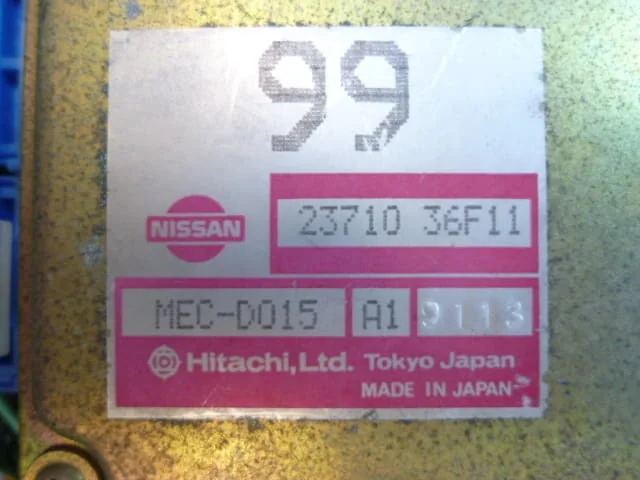 99
NISSAN
23710 36F11
MEC-D015 A1 9113
Hitachi,Ltd. Tokyo Japan
MADE IN JAPAN